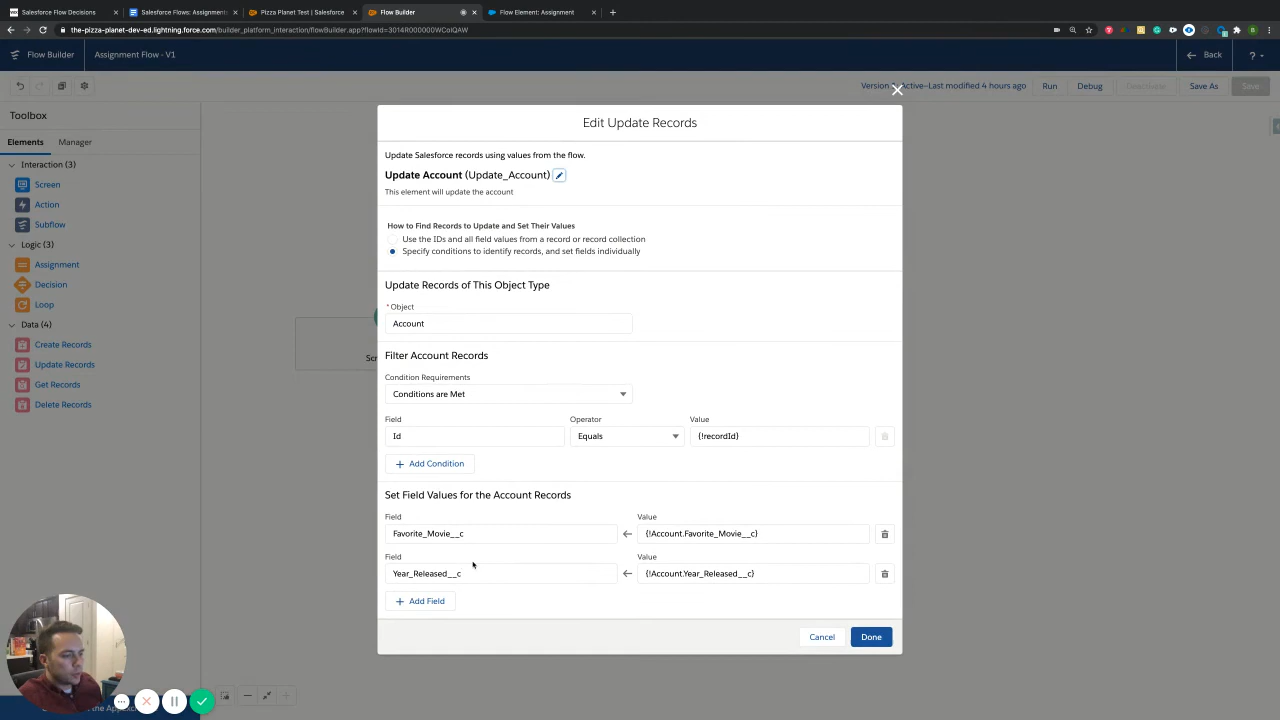 Salesforce Flow Decisions
Salesforce Flows: Assignment
Pizza Planet Test | Salesforce
Flow Builder
Flow Element: Assignment
the-pizza-planet-dev-ed.lightning.force.com/builder_platform_interaction/flowBuilder.app?flowId=
Flow Builder
Assignment Flow - V1
Back
?
Active–Last modified 4 hours ago
Run
Debug
Deactivate
Save As
Save
Toolbox
Elements
Manager
Interaction (3)
Screen
Action
Subflow
Logic (3)
Assignment
Decision
Loop
Data (4)
Create Records
Update Records
Get Records
Delete Records
Edit Update Records
Update Salesforce records using values from the flow.
Update Account (Update_Account)
This element will update the account
How to Find Records to Update and Set Their Values
Use the IDs and all field values from a record or record collection
Specify conditions to identify records, and set fields individually
Update Records of This Object Type
* Object
Account
Filter Account Records
Condition Requirements
Conditions are Met
Field
Operator
Value
Id
Equals
{!recordId}
+ Add Condition
Set Field Values for the Account Records
Field
Value
Favorite_Movie__c
{!Account.Favorite_Movie__c}
Field
Value
Year_Released__c
{!Account.Year_Released__c}
+ Add Field
Cancel
Done